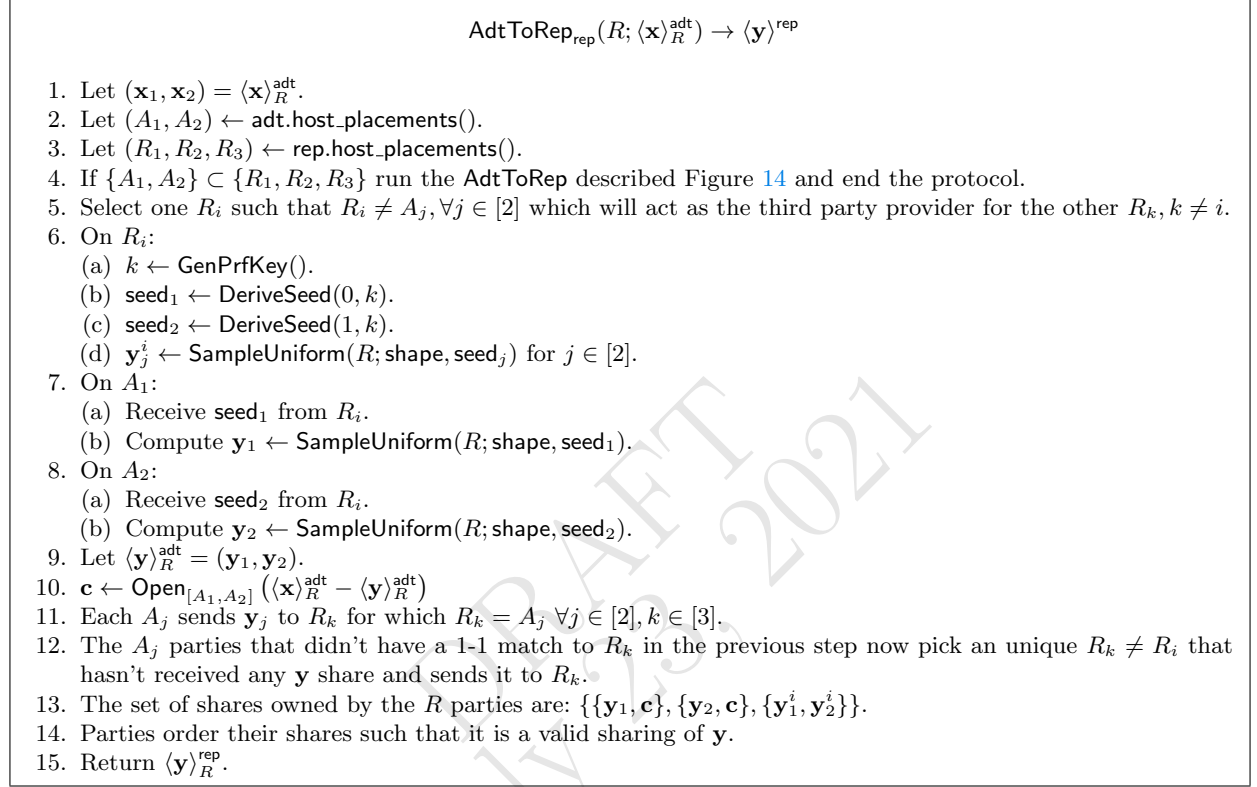 AdtToRep_rep(R; ⟨x⟩_R^adt) → ⟨y⟩^rep
1. Let (x_1, x_2) = ⟨x⟩_R^adt.
2. Let (A_1, A_2) ← adt.host_placements().
3. Let (R_1, R_2, R_3) ← rep.host_placements().
4. If {A_1, A_2} ⊂ {R_1, R_2, R_3} run the AdtToRep described Figure 14 and end the protocol.
5. Select one R_i such that R_i ≠ A_j, ∀j ∈ [2] which will act as the third party provider for the other R_k, k ≠ i.
6. On R_i:
(a) k ← GenPrfKey().
(b) seed_1 ← DeriveSeed(0, k).
(c) seed_2 ← DeriveSeed(1, k).
(d) y_j^i ← SampleUniform(R; shape, seed_j) for j ∈ [2].
7. On A_1:
(a) Receive seed_1 from R_i.
(b) Compute y_1 ← SampleUniform(R; shape, seed_1).
8. On A_2:
(a) Receive seed_2 from R_i.
(b) Compute y_2 ← SampleUniform(R; shape, seed_2).
9. Let ⟨y⟩_R^adt = (y_1, y_2).
10. c ← Open_[A_1,A_2] (⟨x⟩_R^adt − ⟨y⟩_R^adt)
11. Each A_j sends y_j to R_k for which R_k = A_j ∀j ∈ [2], k ∈ [3].
12. The A_j parties that didn't have a 1-1 match to R_k in the previous step now pick an unique R_k ≠ R_i that
hasn't received any y share and sends it to R_k.
13. The set of shares owned by the R parties are: {{y_1, c}, {y_2, c}, {y_1^i, y_2^i}}.
14. Parties order their shares such that it is a valid sharing of y.
15. Return ⟨y⟩_R^rep.
DRAFT
23, 2021